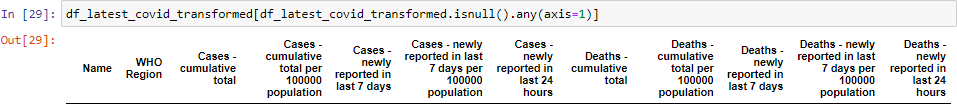 In [29]: df_latest_covid_transformed[df_latest_covid_transformed.isnull().any(axis=1)]
Out[29]:
Name
WHO
Region
Cases -
cumulative
total
Cases -
cumulative
total per
100000
population
Cases -
newly
reported in
last 7 days
Cases - newly
reported in last
7 days per
100000
population
Cases -
newly
reported in
last 24
hours
Deaths -
cumulative
total
Deaths -
cumulative
total per
100000
population
Deaths -
newly
reported in
last 7 days
Deaths - newly
reported in last
7 days per
100000
population
Deaths -
newly
reported in
last 24
hours